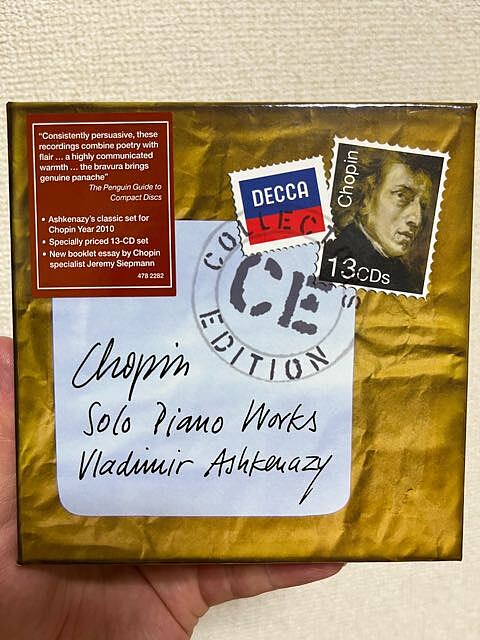 "Consistently persuasive, these
recordings combine poetry with
flair ... a highly communicated
warmth ... the bravura brings
genuine panache"
The Penguin Guide to
Compact Discs
• Ashkenazy's classic set for
Chopin Year 2010
• Specially priced 13-CD set
• New booklet essay by Chopin
specialist Jeremy Siepmann
478 2282
DECCA
Chopin
13CDs
COLLECTORS
CE
EDITION
Chopin
Solo Piano Works
Vladimir Ashkenazy